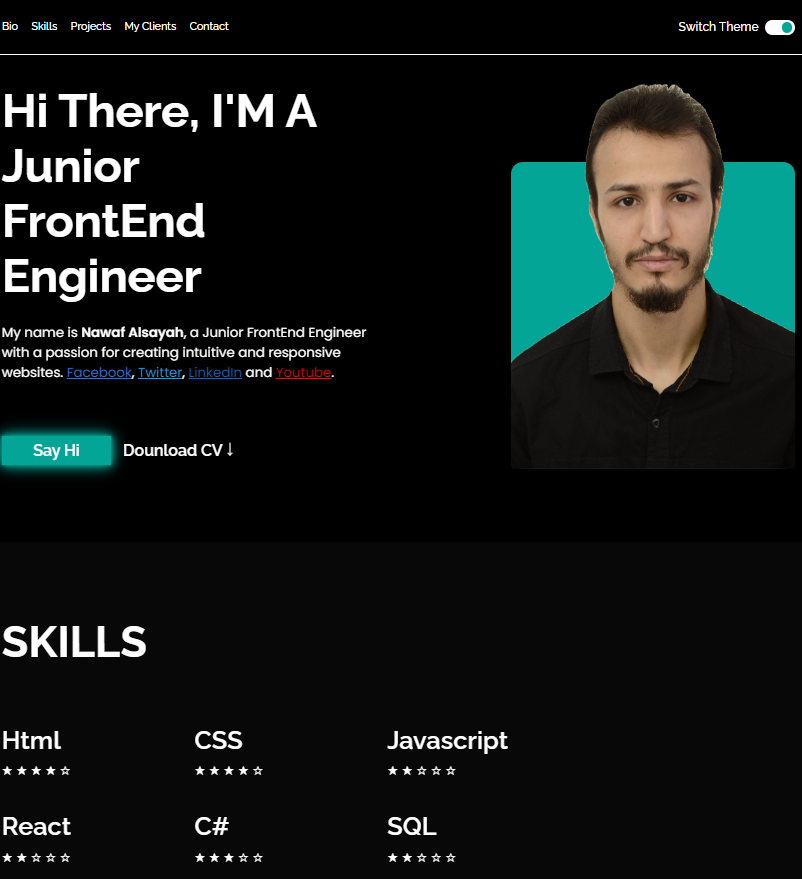 Bio Skills Projects My Clients Contact Switch Theme
Hi There, I'M A
Junior
FrontEnd
Engineer
My name is Nawaf Alsayah, a Junior FrontEnd Engineer
with a passion for creating intuitive and responsive
websites. Facebook, Twitter, LinkedIn and Youtube.
Say Hi Dounload CV ↓
SKILLS
Html CSS Javascript
★★★★☆ ★★★★☆ ★★☆☆☆
React C# SQL
★★☆☆☆ ★★★☆☆ ★★☆☆☆